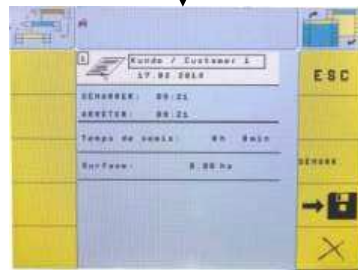 1 Kunde / Customer 1
17.02 2010
ESC
DEMARRER: 09:21
ARRETER: 09:21
Temps de semis: 0h 0min
Surface: 0.00 ha